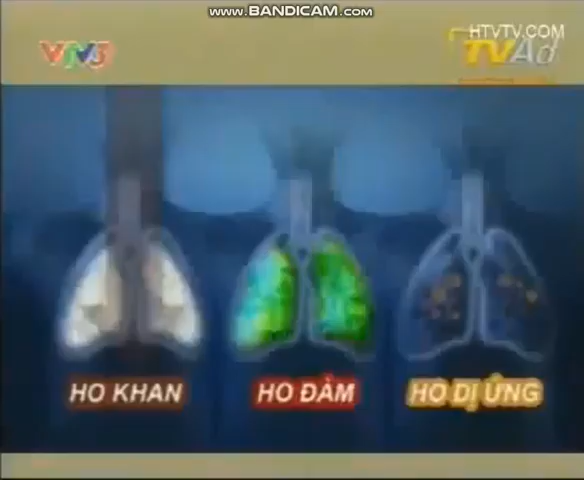 www.BANDICAM.com
VTV3
HTVTV.COM
TVAd
HO KHAN
HO ĐÀM
HO DỊ ỨNG